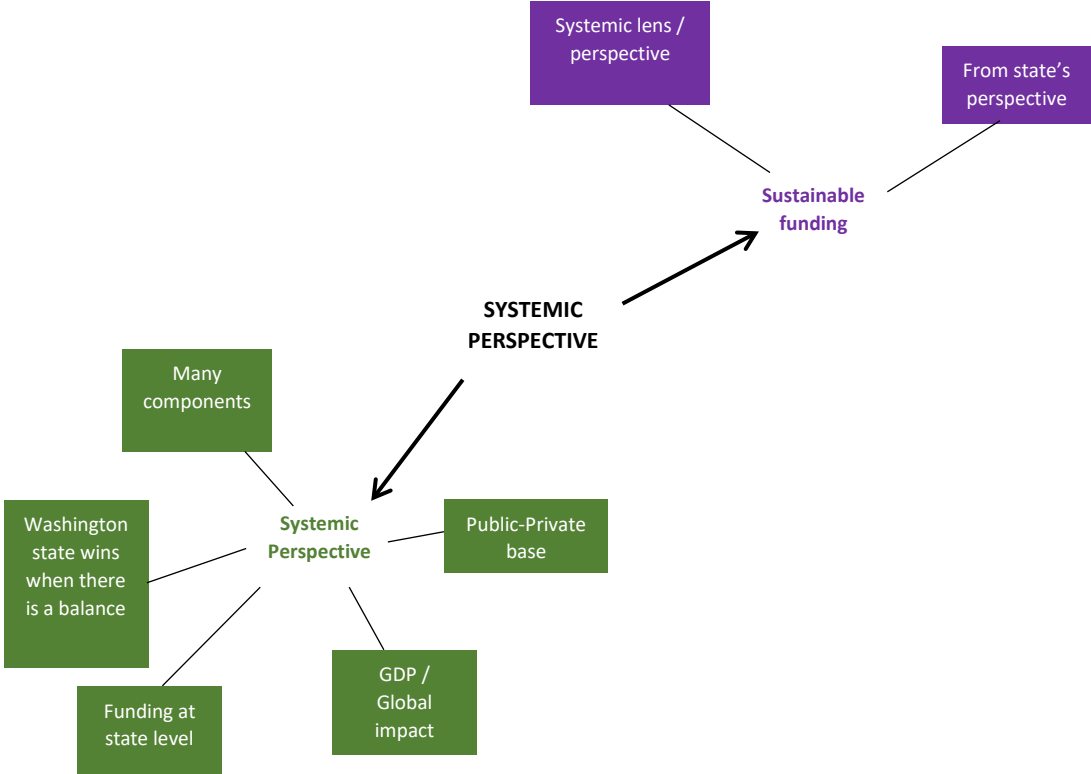 Systemic lens /
perspective
From state’s
perspective
Sustainable
funding
SYSTEMIC
PERSPECTIVE
Many
components
Systemic
Perspective
Public-Private
base
Washington
state wins
when there
is a balance
GDP /
Global
impact
Funding at
state level